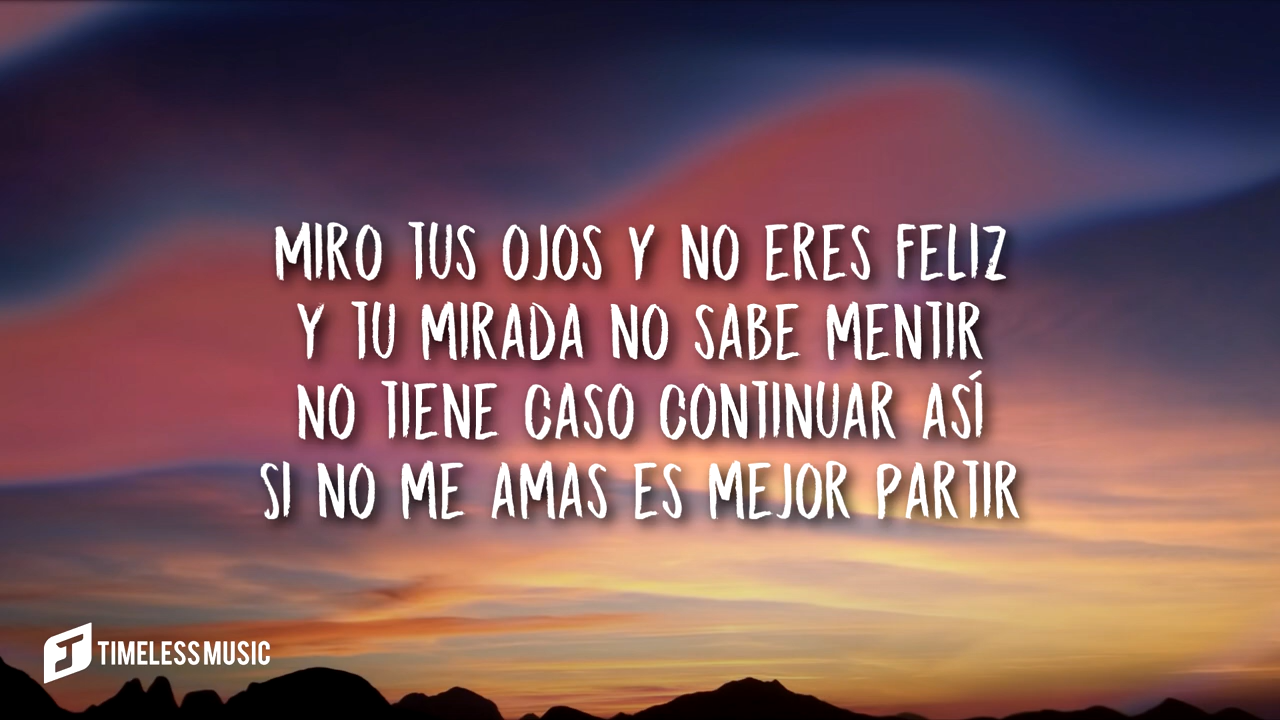 MIRO TUS OJOS Y NO ERES FELIZ
Y TU MIRADA NO SABE MENTIR
NO TIENE CASO CONTINUAR ASÍ
SI NO ME AMAS ES MEJOR PARTIR
TIMELESS MUSIC